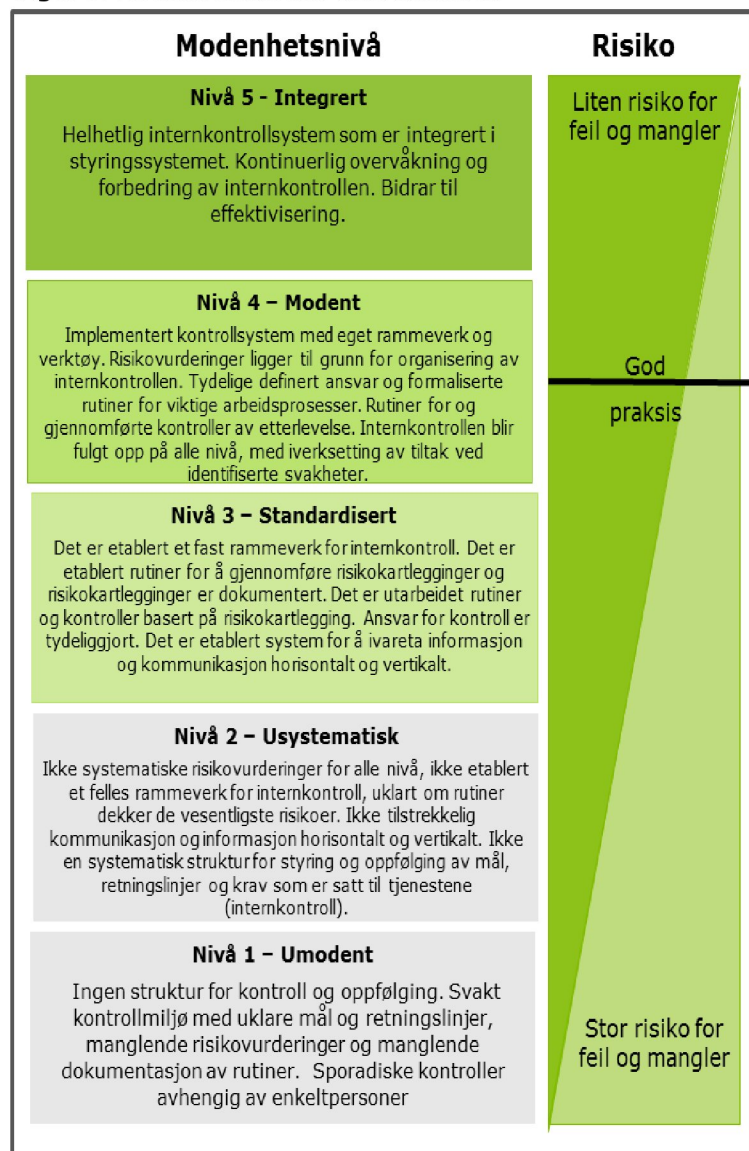 Modenhetsnivå
Risiko
Nivå 5 - Integrert
Helhetlig internkontrollsystem som er integrert i
styringssystemet. Kontinuerlig overvåkning og
forbedring av internkontrollen. Bidrar til
effektivisering.
Liten risiko for
feil og mangler
Nivå 4 – Modent
Implementert kontrollsystem med eget rammeverk og
verktøy. Risikovurderinger ligger til grunn for organisering av
internkontrollen. Tydelige definert ansvar og formaliserte
rutiner for viktige arbeidsprosesser. Rutiner for og
gjennomførte kontroller av etterlevelse. Internkontrollen blir
fulgt opp på alle nivå, med iverksetting av tiltak ved
identifiserte svakheter.
God
praksis
Nivå 3 – Standardisert
Det er etablert et fast rammeverk for internkontroll. Det er
etablert rutiner for å gjennomføre risikokartlegginger og
risikokartlegginger er dokumentert. Det er utarbeidet rutiner
og kontroller basert på risikokartlegging. Ansvar for kontroll er
tydeliggjort. Det er etablert system for å ivareta informasjon
og kommunikasjon horisontalt og vertikalt.
Nivå 2 – Usystematisk
Ikke systematiske risikovurderinger for alle nivå, ikke etablert
et felles rammeverk for internkontroll, uklart om rutiner
dekker de vesentligste risikoer. Ikke tilstrekkelig
kommunikasjon og informasjon horisontalt og vertikalt. Ikke
en systematisk struktur for styring og oppfølging av mål,
retningslinjer og krav som er satt til tjenestene
(internkontroll).
Nivå 1 – Umodent
Ingen struktur for kontroll og oppfølging. Svakt
kontrollmiljø med uklare mål og retningslinjer,
manglende risikovurderinger og manglende
dokumentasjon av rutiner. Sporadiske kontroller
avhengig av enkeltpersoner
Stor risiko for
feil og mangler